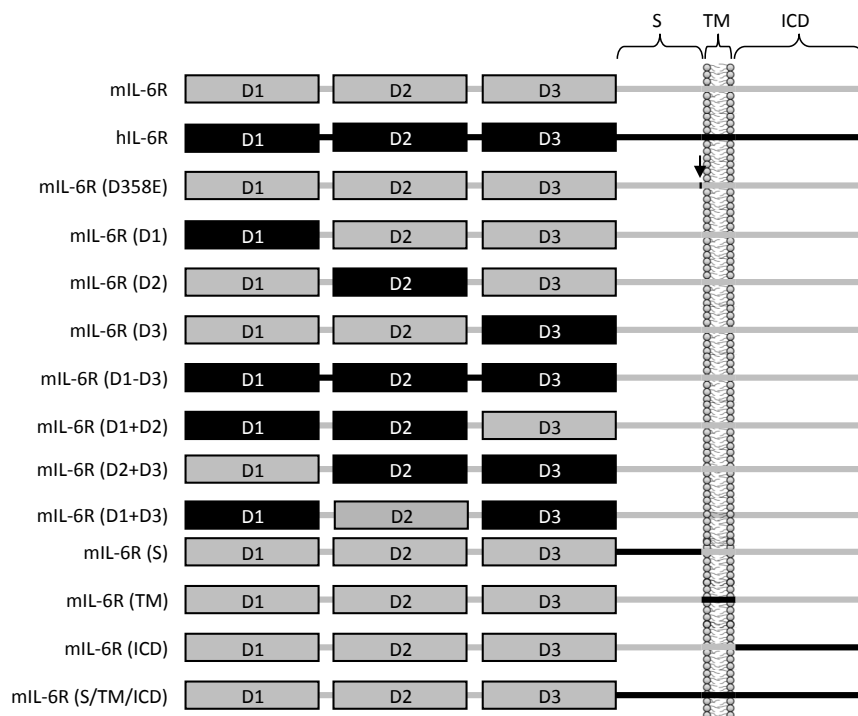 S TM ICD
mIL-6R D1 D2 D3
hIL-6R D1 D2 D3
mIL-6R (D358E) D1 D2 D3
mIL-6R (D1) D1 D2 D3
mIL-6R (D2) D1 D2 D3
mIL-6R (D3) D1 D2 D3
mIL-6R (D1-D3) D1 D2 D3
mIL-6R (D1+D2) D1 D2 D3
mIL-6R (D2+D3) D1 D2 D3
mIL-6R (D1+D3) D1 D2 D3
mIL-6R (S) D1 D2 D3
mIL-6R (TM) D1 D2 D3
mIL-6R (ICD) D1 D2 D3
mIL-6R (S/TM/ICD) D1 D2 D3